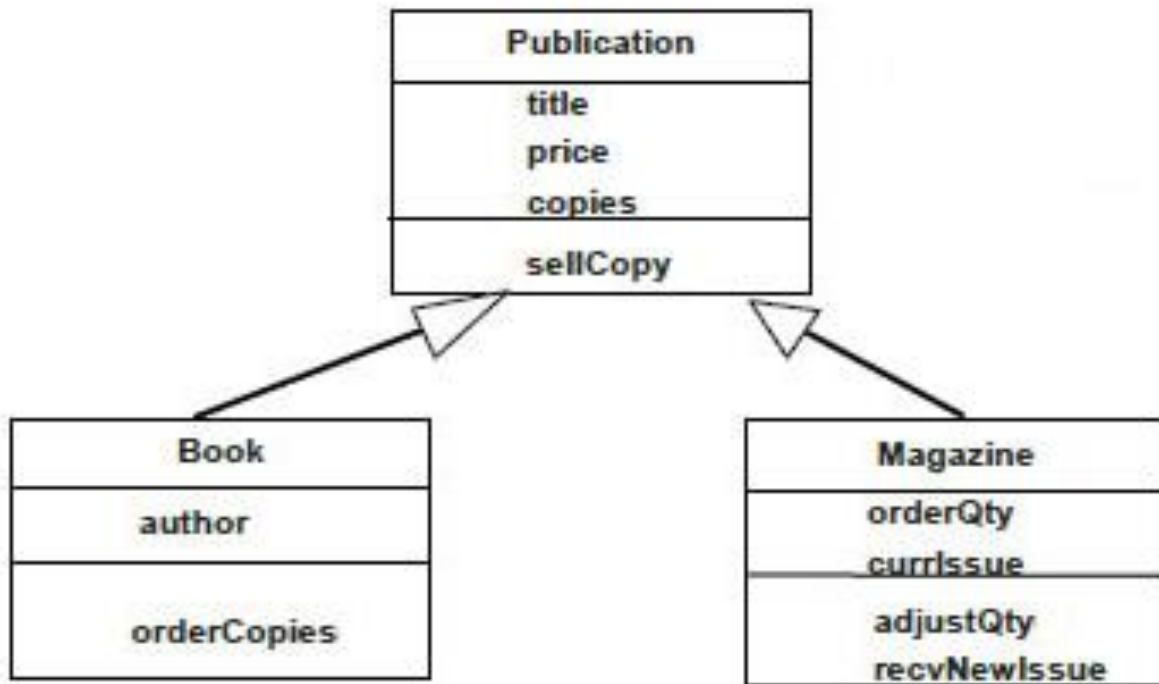 Publication
title
price
copies
sellCopy
Book
author
orderCopies
Magazine
orderQty
currIssue
adjustQty
recvNewIssue